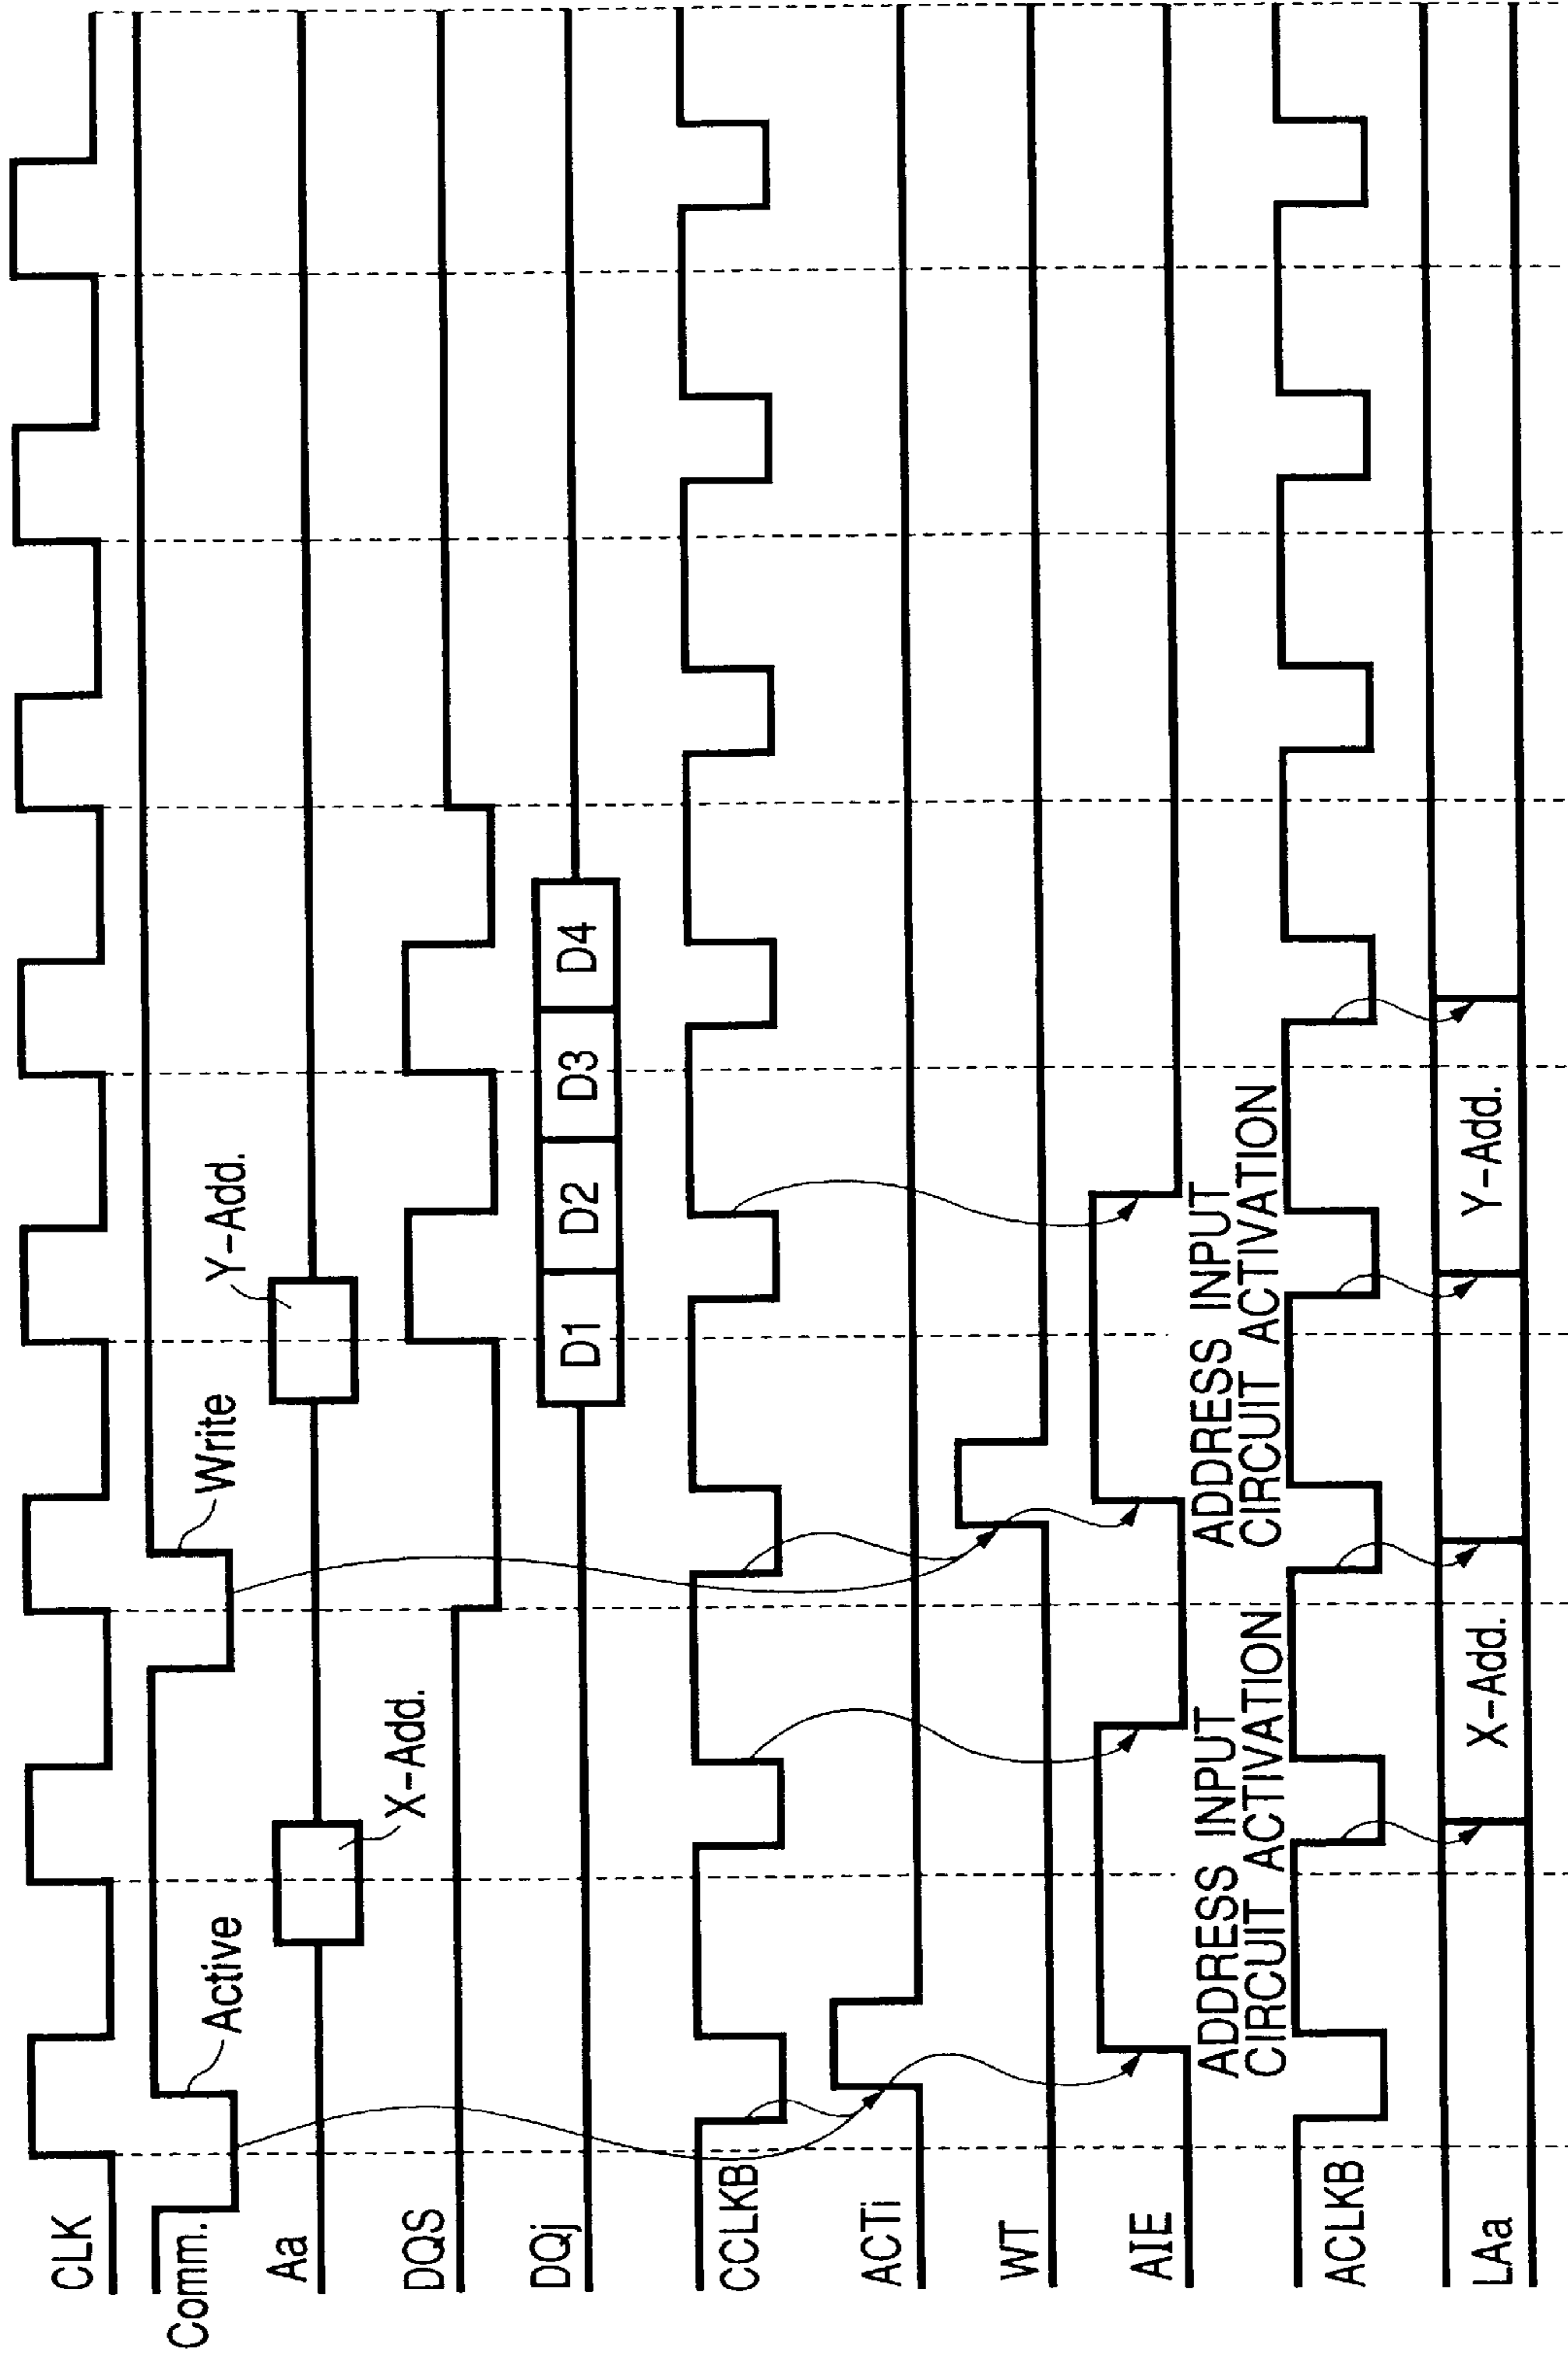 CLK
Comm.
Active
Write
Aa
X-Add.
Y-Add.
DQS
DQj
D1
D2
D3
D4
CCLKB
ACTi
WT
AIE
ADDRESS INPUT
CIRCUIT ACTIVATION
ADDRESS INPUT
CIRCUIT ACTIVATION
ACLKB
LAa
X-Add.
Y-Add.